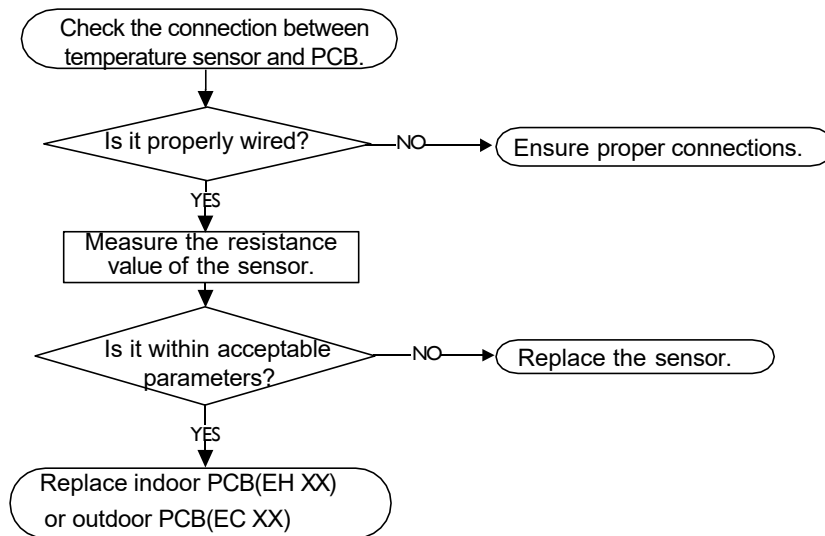 Check the connection between
temperature sensor and PCB.
Is it properly wired?
NO
Ensure proper connections.
YES
Measure the resistance
value of the sensor.
Is it within acceptable
parameters?
NO
Replace the sensor.
YES
Replace indoor PCB(EH XX)
or outdoor PCB(EC XX)